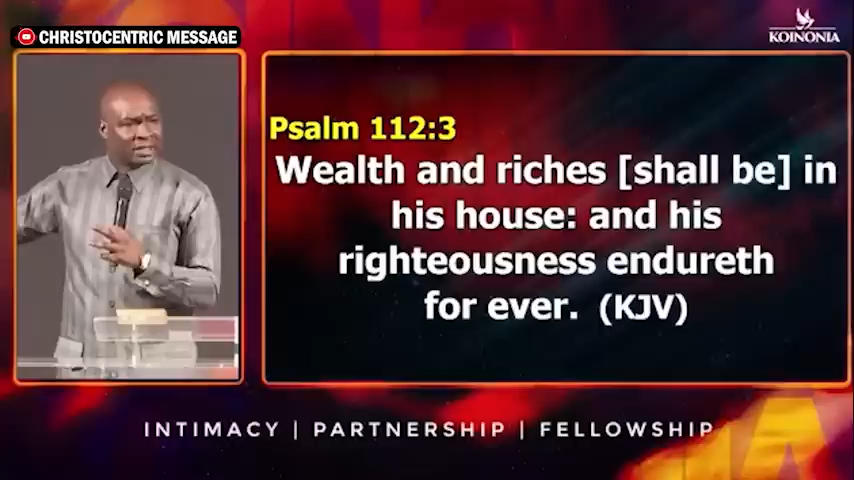 CHRISTOCENTRIC MESSAGE
KOINONIA
Psalm 112:3
Wealth and riches [shall be] in
his house: and his
righteousness endureth
for ever. (KJV)
INTIMACY | PARTNERSHIP | FELLOWSHIP